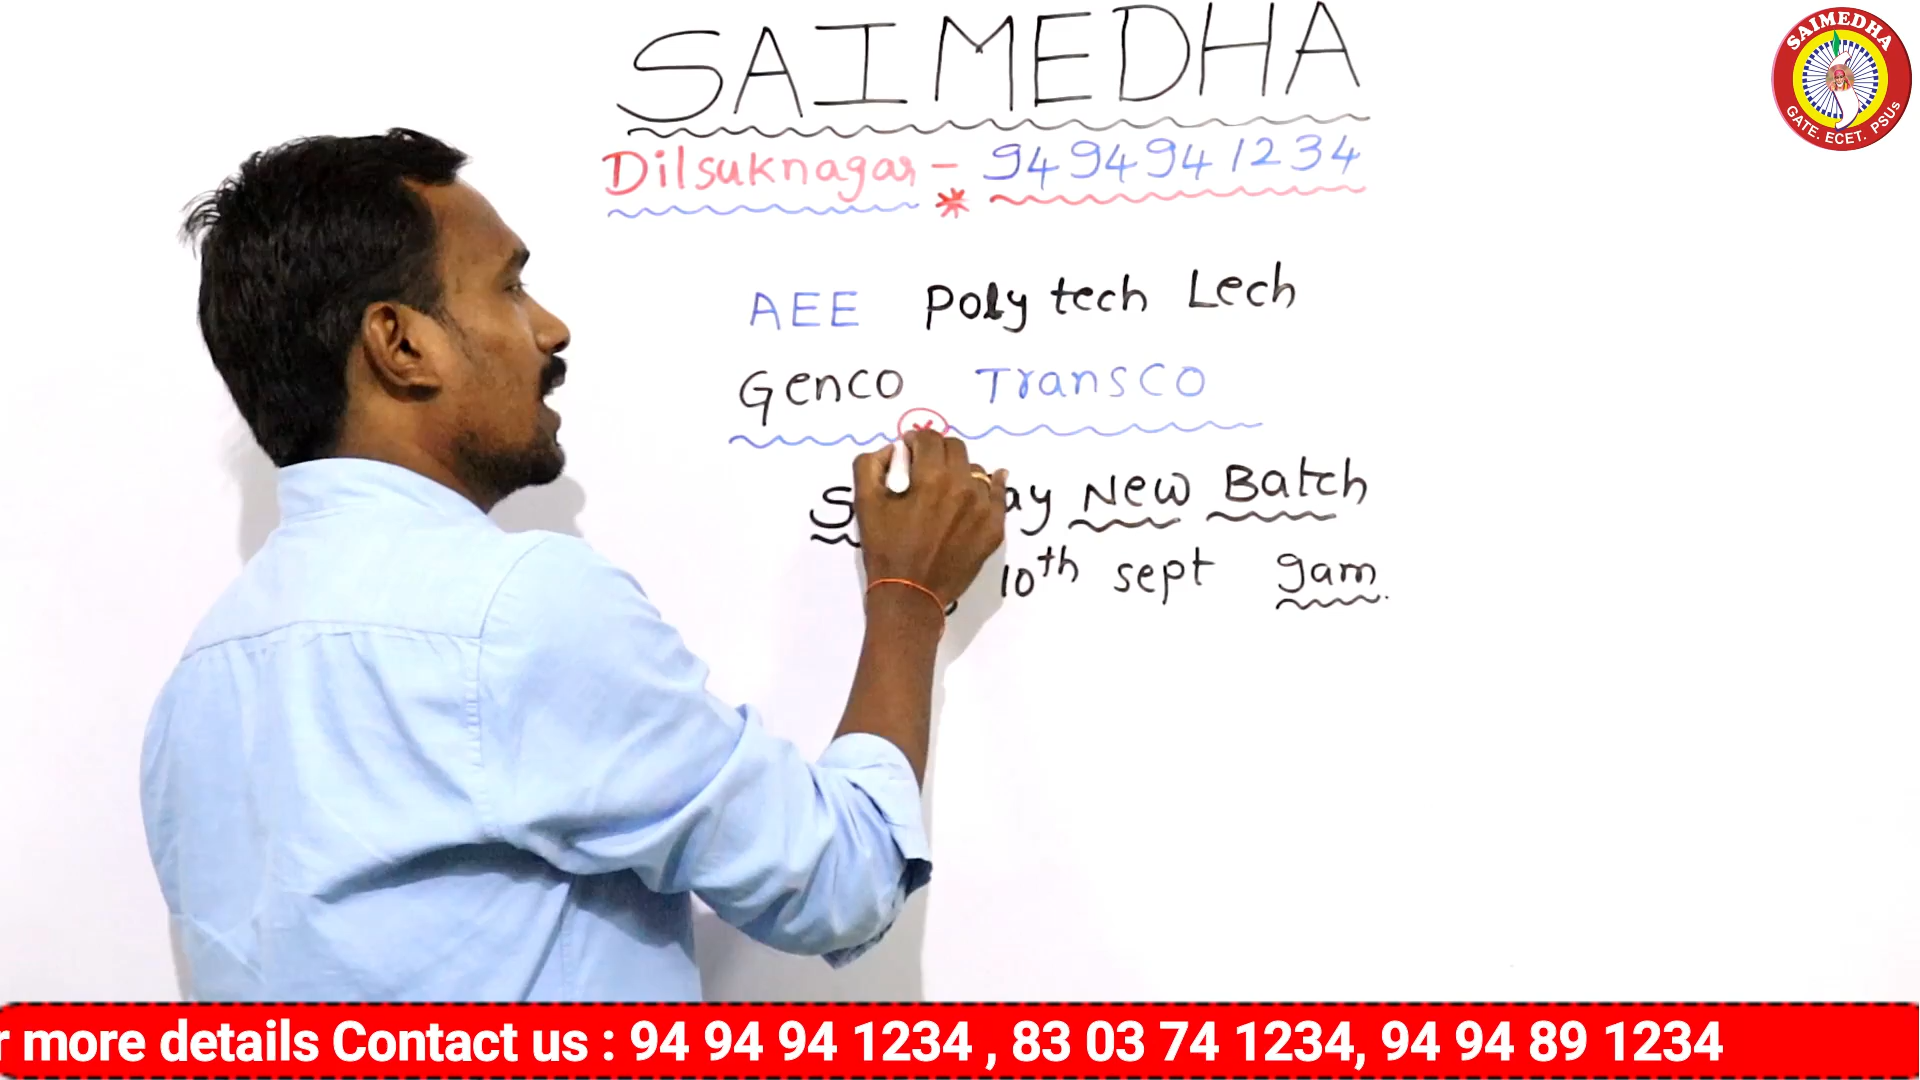 SAIMEDHA
Dilsuknagar - 9494941234
AEE Poly tech Lech
Genco Transco
New Batch
10th sept 9am.
SAIMEDHA
GATE. ECET. PSUs
more details Contact us : 94 94 94 1234 , 83 03 74 1234, 94 94 89 1234